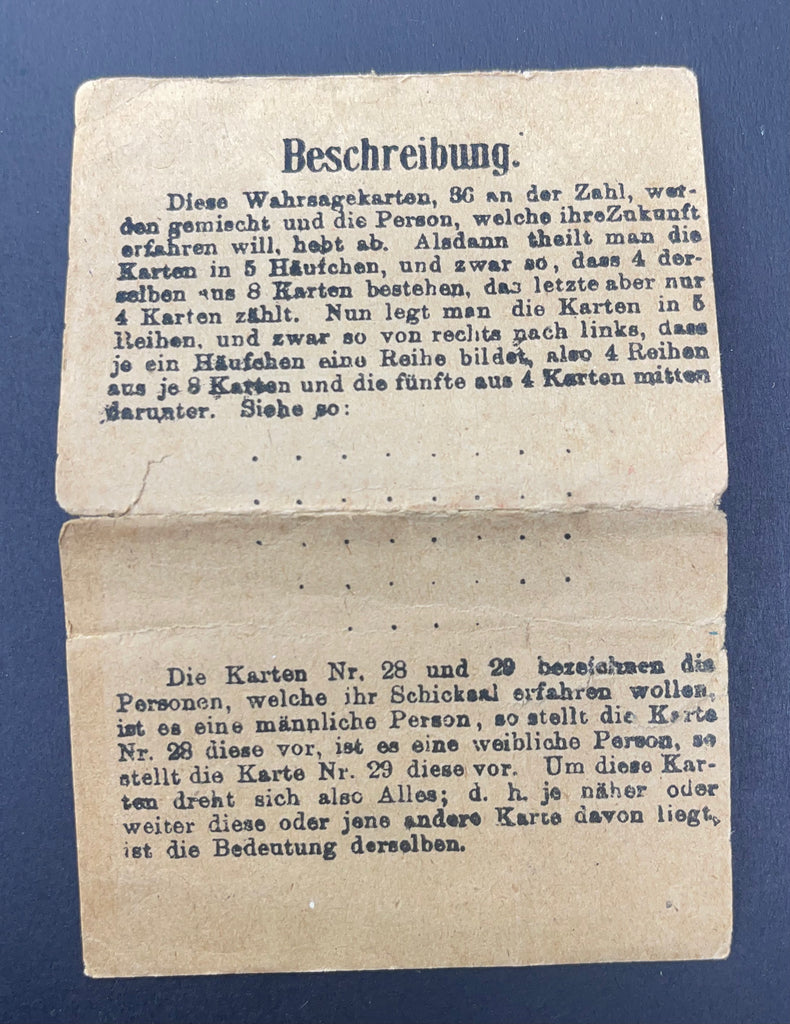 Beschreibung.
Diese Wahrsagekarten, 36 an der Zahl, wer-
den gemischt und die Person, welche ihre Zukunft
erfahren will, hebt ab. Alsdann theilt man die
Karten in 5 Häufchen, und zwar so, dass 4 der-
selben aus 8 Karten bestehen, das letzte aber nur
4 Karten zählt. Nun legt man die Karten in 5
Reihen, und zwar so von rechts nach links, dass
je ein Häufchen eine Reihe bildet, also 4 Reihen
aus je 8 Karten und die fünfte aus 4 Karten mitten
darunter. Siehe so:
Die Karten Nr. 28 und 29 bezeichnen die
Personen, welche ihr Schicksal erfahren wollen,
ist es eine männliche Person, so stellt die Karte
Nr. 28 diese vor, ist es eine weibliche Person, so
stellt die Karte Nr. 29 diese vor. Um diese Kar-
ten dreht sich also Alles; d. h. je näher oder
weiter diese oder jene andere Karte davon liegt,
ist die Bedeutung derselben.